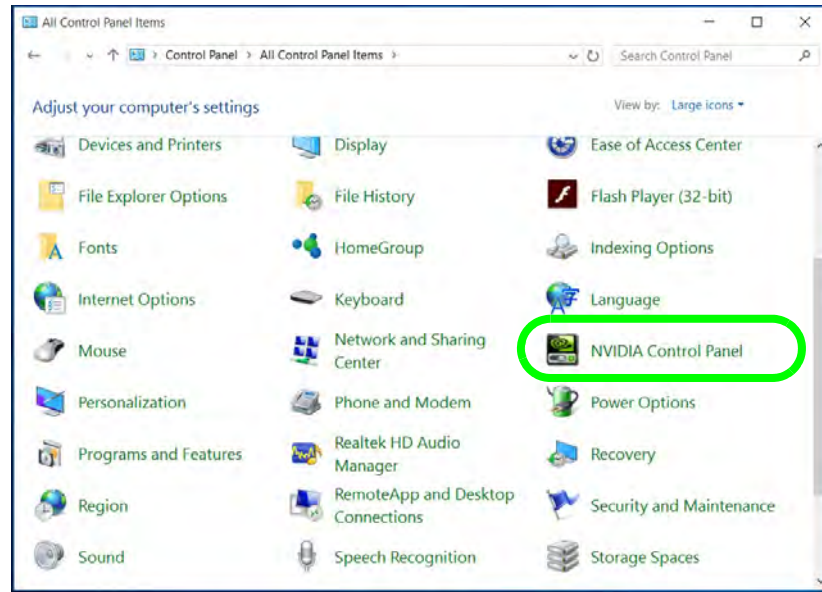 All Control Panel Items
Control Panel > All Control Panel Items >
Search Control Panel
Adjust your computer's settings
View by: Large icons
Devices and Printers
Display
Ease of Access Center
File Explorer Options
File History
Flash Player (32-bit)
Fonts
HomeGroup
Indexing Options
Internet Options
Keyboard
Language
Mouse
Network and Sharing
Center
NVIDIA Control Panel
Personalization
Phone and Modem
Power Options
Programs and Features
Realtek HD Audio
Manager
Recovery
Region
RemoteApp and Desktop
Connections
Security and Maintenance
Sound
Speech Recognition
Storage Spaces